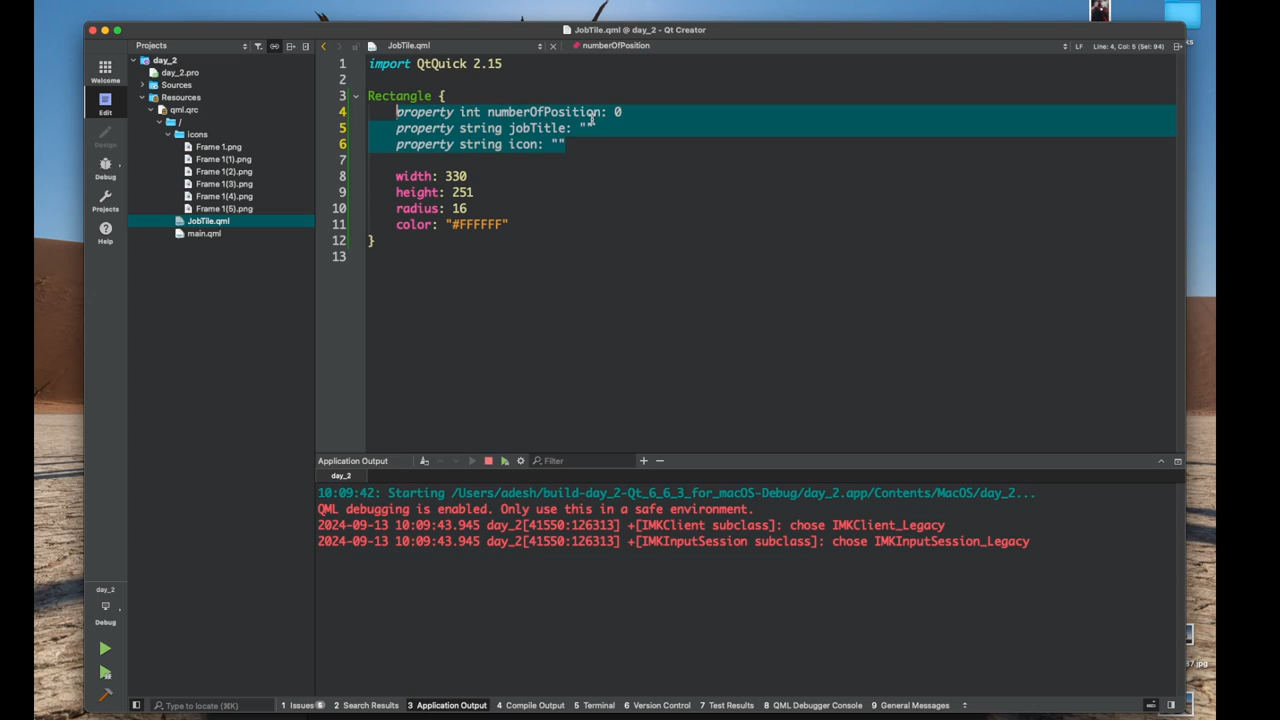 JobTile.qml @ day_2 - Qt Creator
Projects
JobTile.qml
numberOfPosition
LF
Line: 4, Col: 5 (Sel: 94)
Welcome
Edit
Design
Debug
Projects
Help
day_2
day_2.pro
Sources
Resources
qml.qrc
/
icons
Frame 1.png
Frame 1(1).png
Frame 1(2).png
Frame 1(3).png
Frame 1(4).png
Frame 1(5).png
JobTile.qml
main.qml
1 import QtQuick 2.15
2
3 Rectangle {
4 property int numberOfPosition: 0
5 property string jobTitle: ""
6 property string icon: ""
7
8 width: 330
9 height: 251
10 radius: 16
11 color: "#FFFFFF"
12 }
13
Application Output
Filter
day_2
10:09:42: Starting /Users/adesh/build-day_2-Qt_6_6_3_for_macOS-Debug/day_2.app/Contents/MacOS/day_2...
QML debugging is enabled. Only use this in a safe environment.
2024-09-13 10:09:43.945 day_2[41550:126313] +[IMKClient subclass]: chose IMKClient_Legacy
2024-09-13 10:09:43.945 day_2[41550:126313] +[IMKInputSession subclass]: chose IMKInputSession_Legacy
day_2
Debug
Type to locate (⌘K)
1 Issues 6
2 Search Results
3 Application Output
4 Compile Output
5 Terminal
6 Version Control
7 Test Results
8 QML Debugger Console
9 General Messages
ks
37.jpg